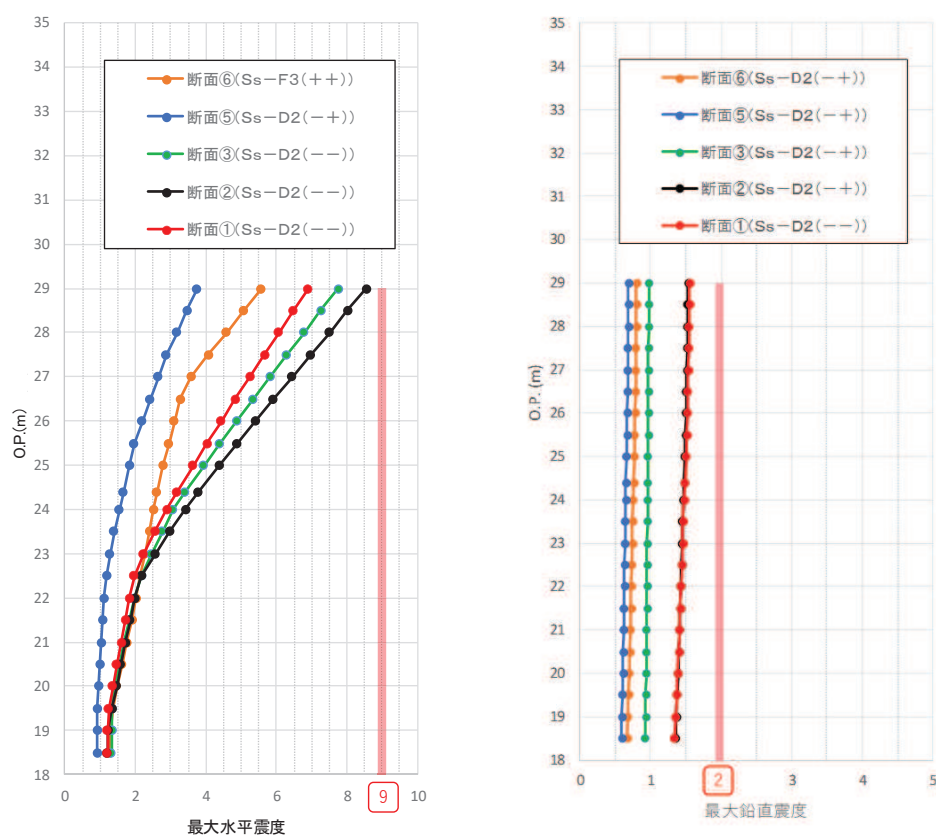 35
34
33
32
31
30
29
28
27
26
25
24
23
22
21
20
19
18
O.P.(m)
断面⑥(Ss－F3(＋＋))
断面⑤(Ss－D2(－＋))
断面③(Ss－D2(－－))
断面②(Ss－D2(－－))
断面①(Ss－D2(－－))
0 2 4 6 8 9 10
最大水平震度
35
34
33
32
31
30
29
28
27
26
25
24
23
22
21
20
19
18
O.P.(m)
断面⑥(Ss－D2(－＋))
断面⑤(Ss－D2(－＋))
断面③(Ss－D2(－＋))
断面②(Ss－D2(－＋))
断面①(Ss－D2(－－))
0 1 2 3 4 5
最大鉛直震度